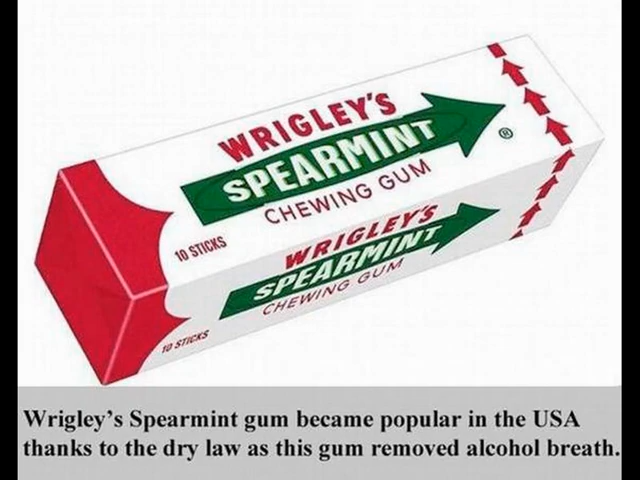 WRIGLEY'S
SPEARMINT
CHEWING GUM
10 STICKS
®
WRIGLEY'S
SPEARMINT
CHEWING GUM
10 STICKS
Wrigley's Spearmint gum became popular in the USA
thanks to the dry law as this gum removed alcohol breath.